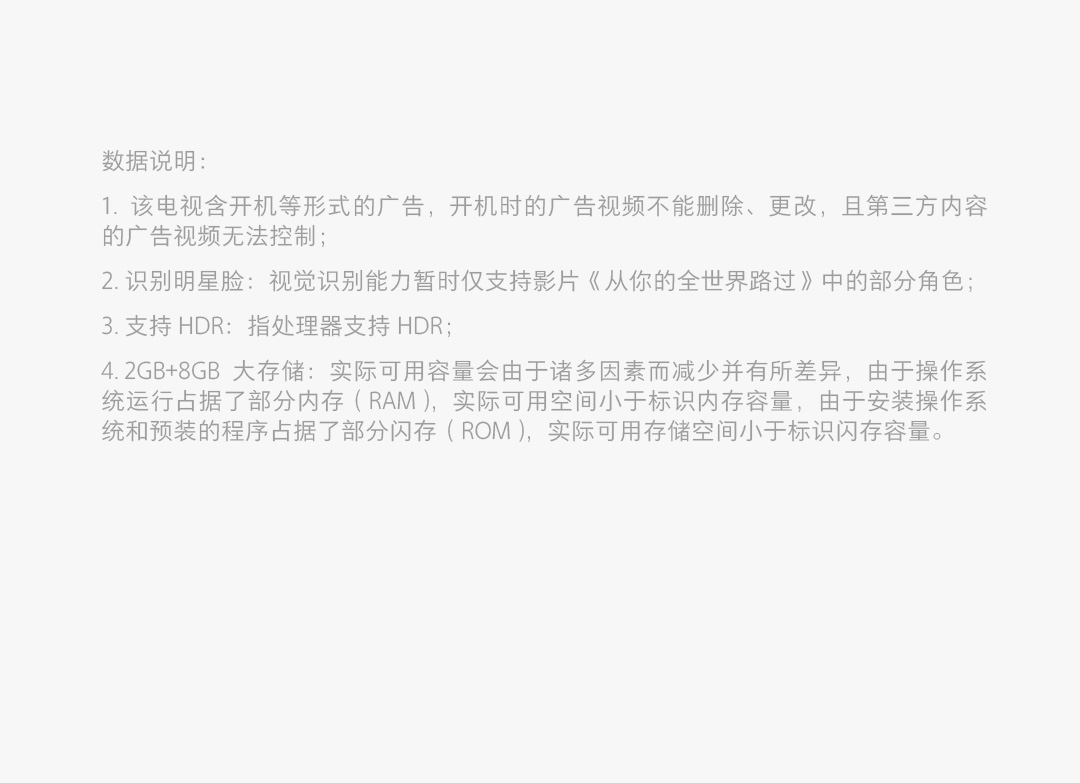 数据说明：
1. 该电视含开机等形式的广告，开机时的广告视频不能删除、更改，且第三方内容
的广告视频无法控制；
2. 识别明星脸：视觉识别能力暂时仅支持影片《从你的全世界路过》中的部分角色；
3. 支持 HDR：指处理器支持 HDR；
4. 2GB+8GB 大存储：实际可用容量会由于诸多因素而减少并有所差异，由于操作系
统运行占据了部分内存（RAM），实际可用空间小于标识内存容量，由于安装操作系
统和预装的程序占据了部分闪存（ROM），实际可用存储空间小于标识闪存容量。